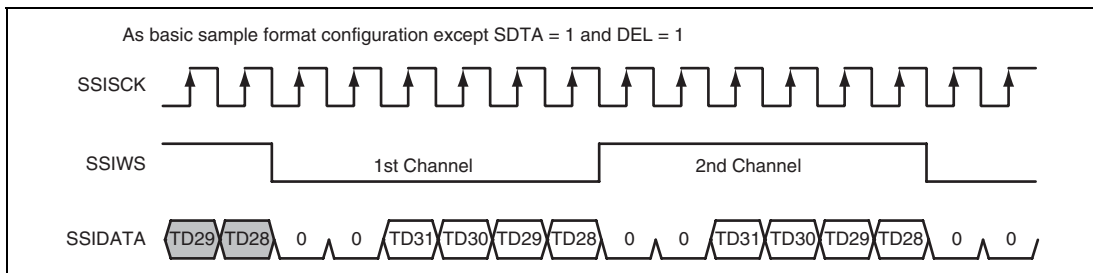 As basic sample format configuration except SDTA = 1 and DEL = 1
SSISCK
SSIWS 1st Channel 2nd Channel
SSIDATA TD29 TD28 0 0 TD31 TD30 TD29 TD28 0 0 TD31 TD30 TD29 TD28 0 0